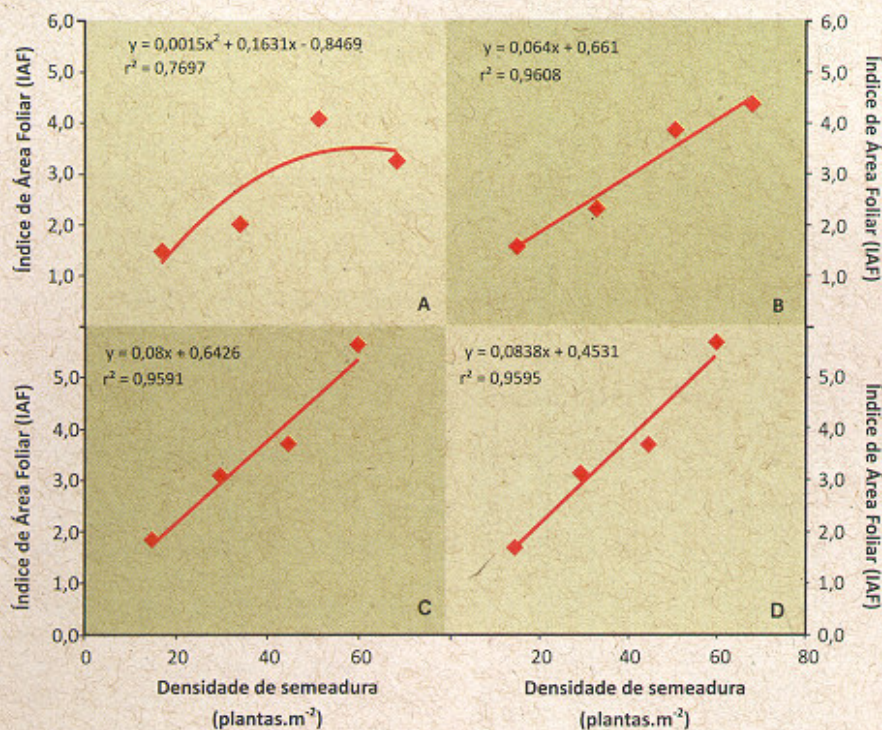 6,0
5,0
4,0
3,0
2,0
1,0
Índice de Área Foliar (IAF)
y = 0,0015x² + 0,1631x - 0,8469
r² = 0,7697
A
y = 0,064x + 0,661
r² = 0,9608
B
6,0
5,0
4,0
3,0
2,0
1,0
Índice de Área Foliar (IAF)
5,0
4,0
3,0
2,0
1,0
0,0
Índice de Área Foliar (IAF)
y = 0,08x + 0,6426
r² = 0,9591
C
y = 0,0838x + 0,4531
r² = 0,9595
D
5,0
4,0
3,0
2,0
1,0
0,0
Índice de Área Foliar (IAF)
0 20 40 60
20 40 60 80
Densidade de semeadura
(plantas.m⁻²)
Densidade de semeadura
(plantas.m⁻²)